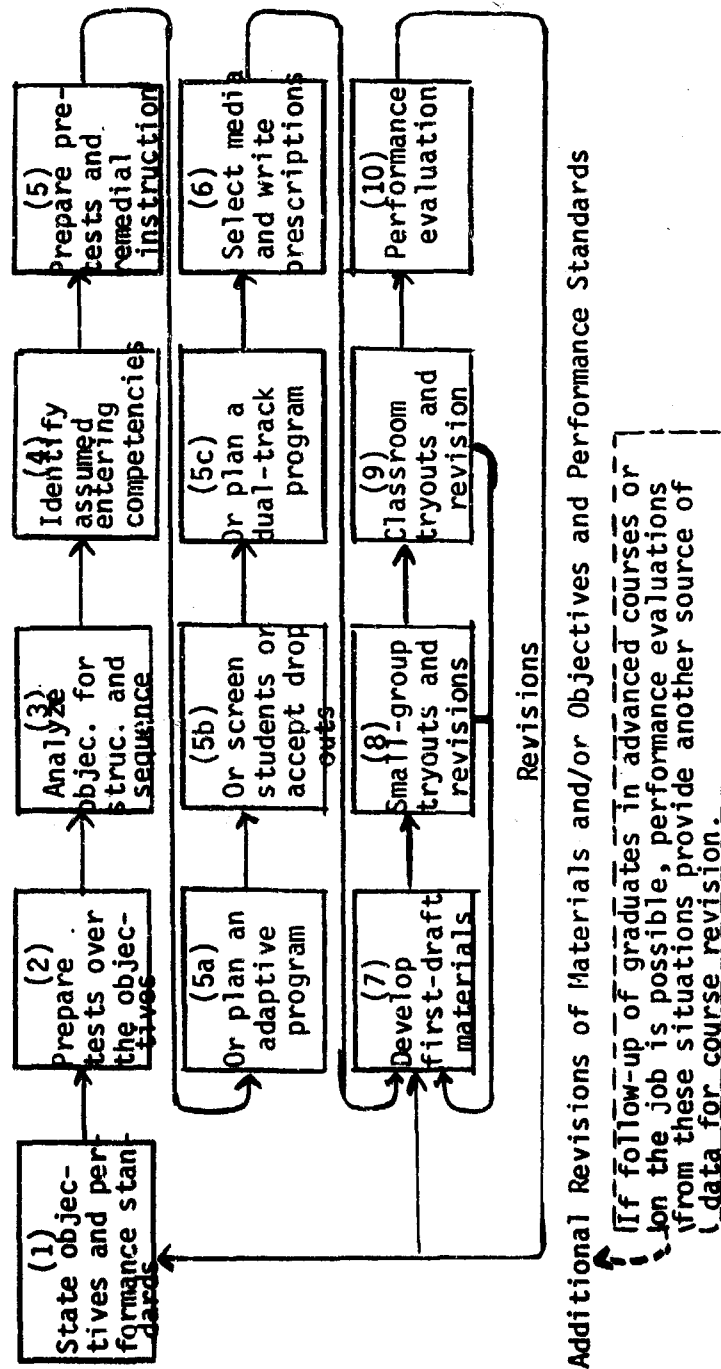 (1)
State objec-
tives and per-
formance stan-
dards
(2)
Prepare
tests over
the objec-
tives
(3)
Analyze
objec. for
struc. and
sequence
(4)
Identify
assumed
entering
competencies
(5)
Prepare pre-
tests and
remedial
instruction
(5a)
Or plan an
adaptive
program
(5b)
Or screen
students or
accept drop
outs
(5c)
Or plan a
dual-track
program
(6)
Select media
and write
prescriptions
(7)
Develop
first-draft
materials
(8)
Small-group
tryouts and
revisions
(9)
Classroom
tryouts and
revision
(10)
Performance
evaluation
Revisions
Additional Revisions of Materials and/or Objectives and Performance Standards
If follow-up of graduates in advanced courses or
on the job is possible, performance evaluations
from these situations provide another source of
data for course revision.